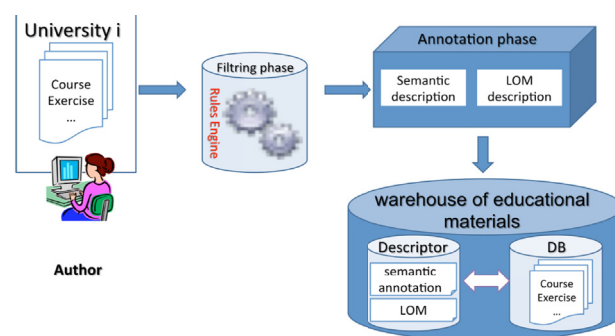 University i
Course
Exercise
...
Author
Filtring phase
Rules Engine
Annotation phase
Semantic
description
LOM
description
warehouse of educational
materials
Descriptor
semantic
annotation
LOM
DB
Course
Exercise
...